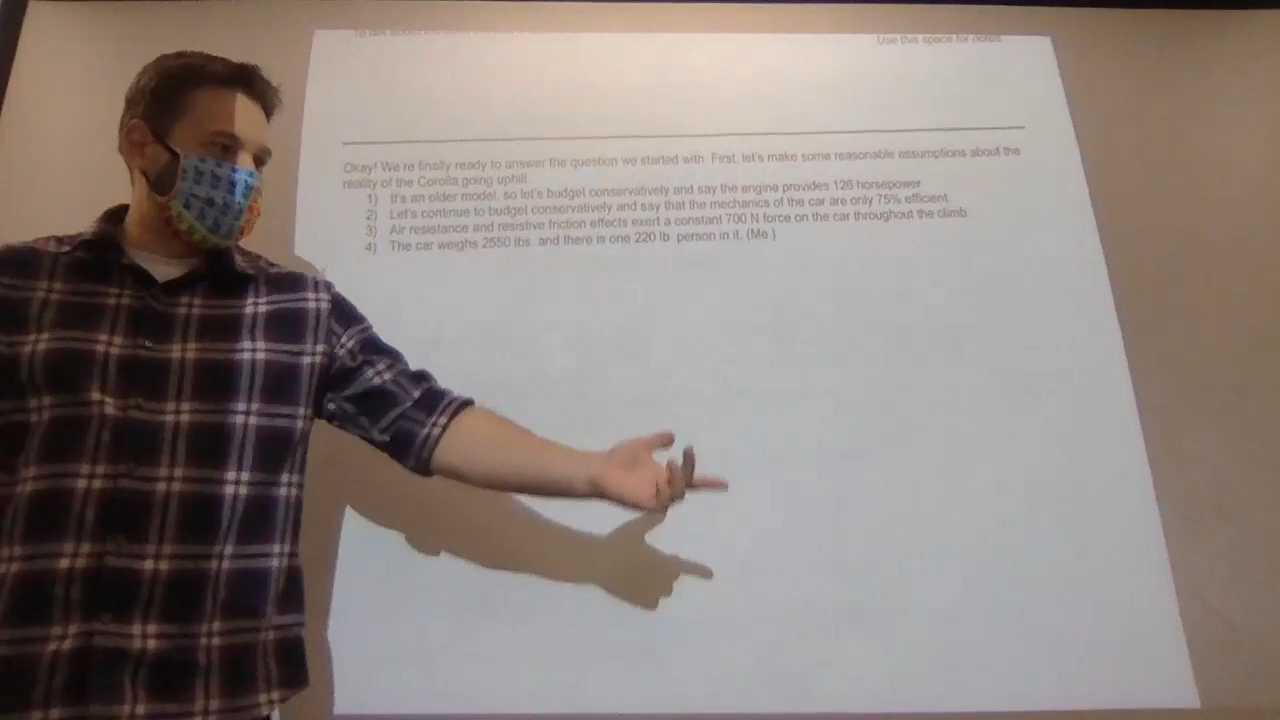 Use this space for notes.
Okay! We're finally ready to answer the question we started with. First, let's make some reasonable assumptions about the
reality of the Corolla going uphill.
1) It's an older model, so let's budget conservatively and say the engine provides 126 horsepower
2) Let's continue to budget conservatively and say that the mechanics of the car are only 75% efficient.
3) Air resistance and resistive friction effects exert a constant 700 N force on the car throughout the climb
4) The car weighs 2550 lbs. and there is one 220 lb. person in it. (Me.)